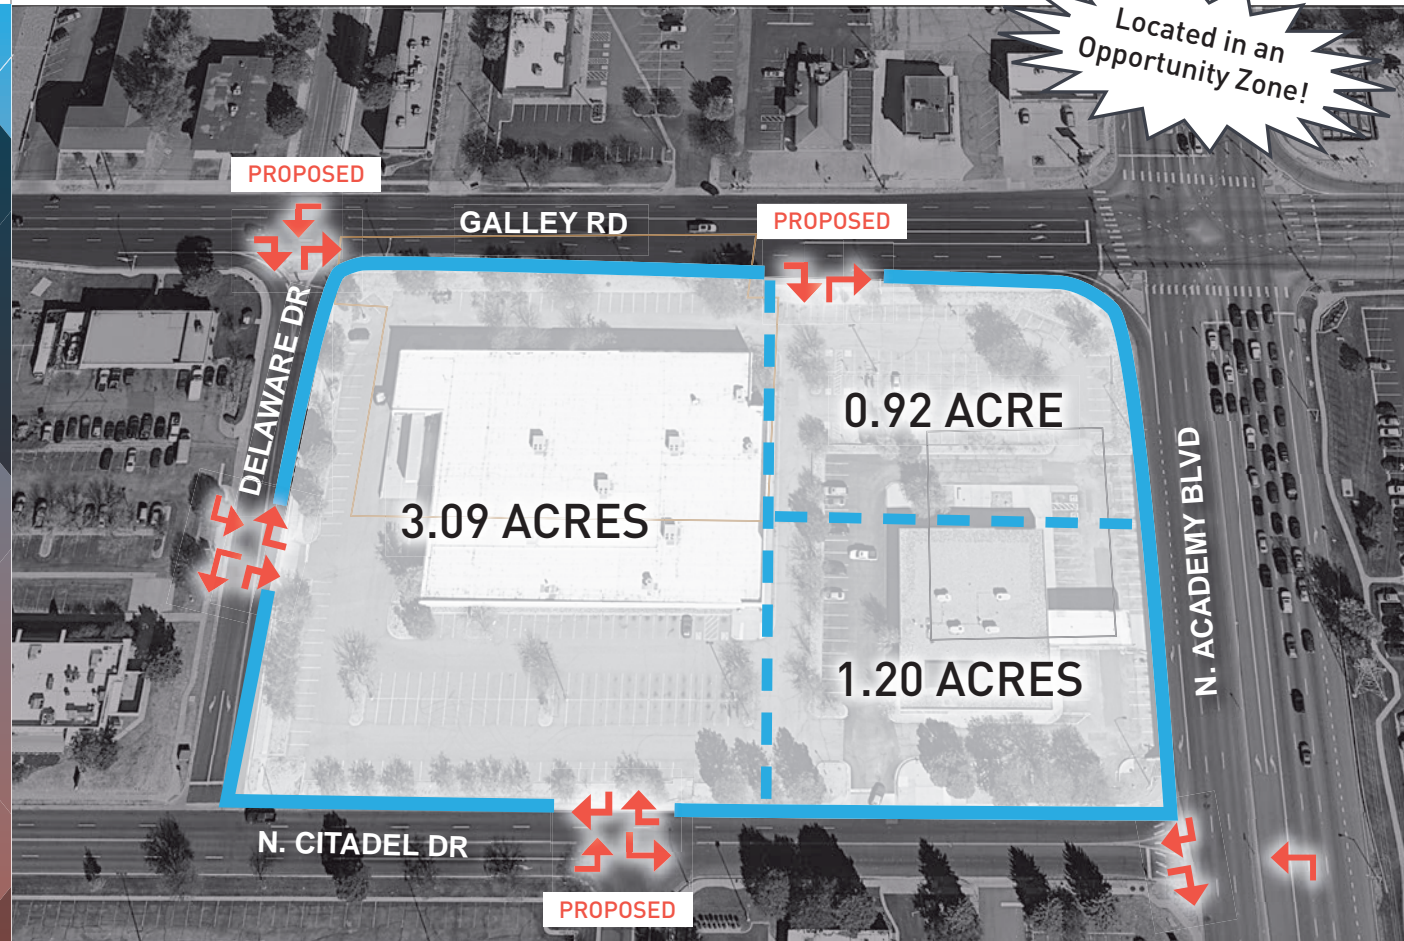 Located in an
Opportunity Zone!
PROPOSED
PROPOSED
GALLEY RD
DELAWARE DR
0.92 ACRE
3.09 ACRES
N. ACADEMY BLVD
1.20 ACRES
N. CITADEL DR
PROPOSED